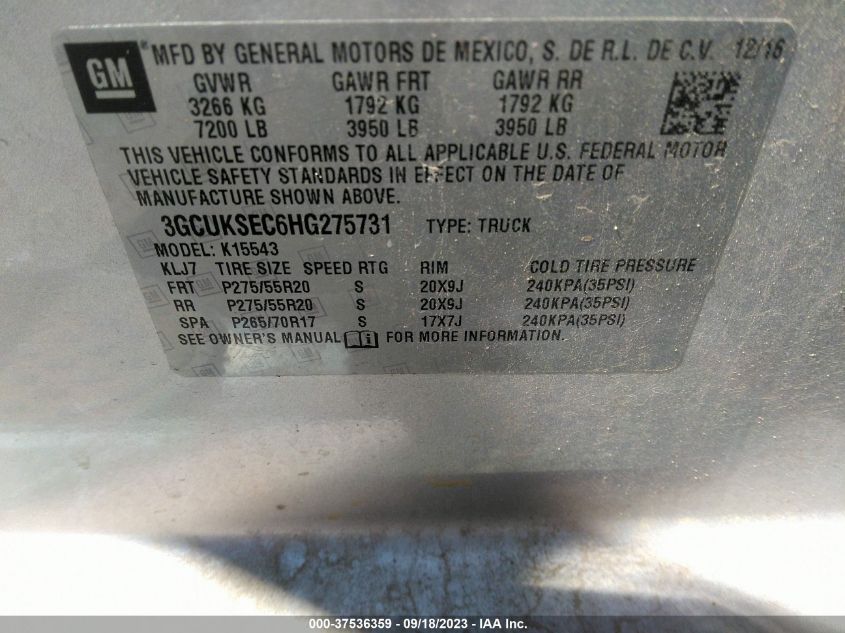 GM
MFD BY GENERAL MOTORS DE MEXICO, S. DE R.L. DE C.V. 12/16
GVWR GAWR FRT GAWR RR
3266 KG 1792 KG 1792 KG
7200 LB 3950 LB 3950 LB
THIS VEHICLE CONFORMS TO ALL APPLICABLE U.S. FEDERAL MOTOR
VEHICLE SAFETY STANDARDS IN EFFECT ON THE DATE OF
MANUFACTURE SHOWN ABOVE.
3GCUKSEC6HG275731 TYPE: TRUCK
MODEL: K15543
KLJ7 TIRE SIZE SPEED RTG RIM COLD TIRE PRESSURE
FRT P275/55R20 S 20X9J 240KPA(35PSI)
RR P275/55R20 S 20X9J 240KPA(35PSI)
SPA P265/70R17 S 17X7J 240KPA(35PSI)
SEE OWNER'S MANUAL FOR MORE INFORMATION.
000-37536359 - 09/18/2023 - IAA Inc.